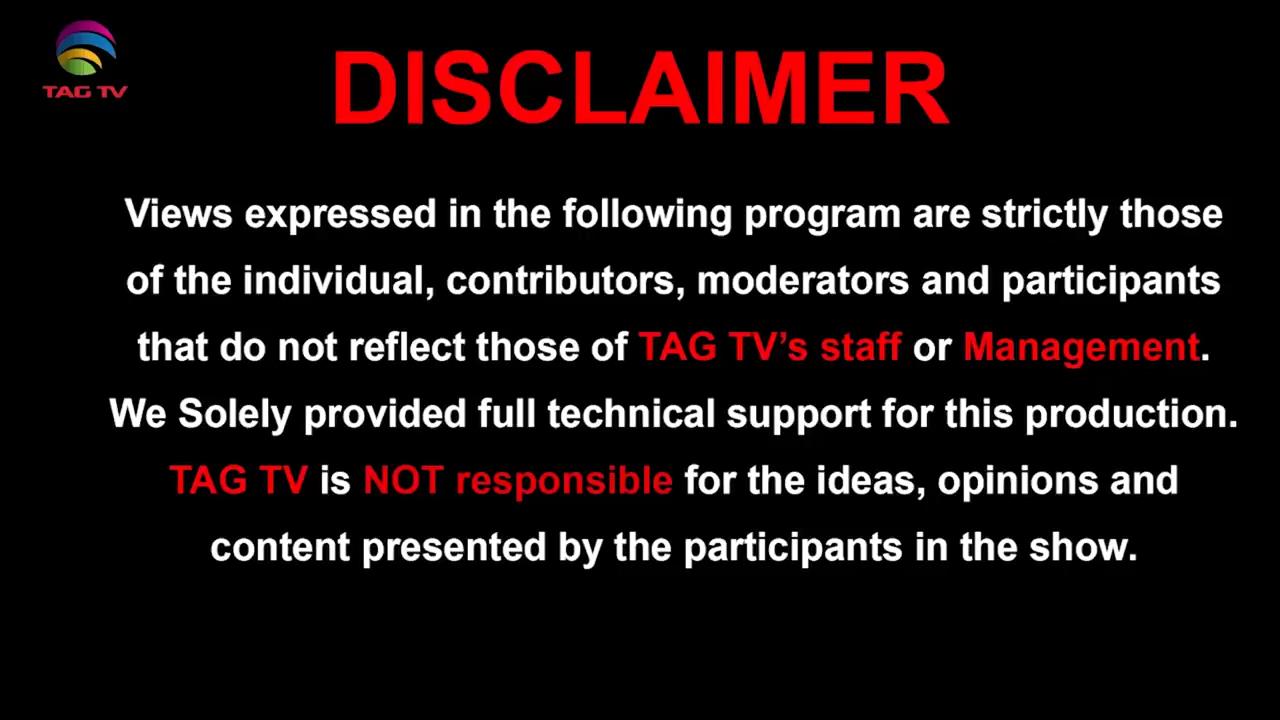 TAG TV
DISCLAIMER
Views expressed in the following program are strictly those
of the individual, contributors, moderators and participants
that do not reflect those of TAG TV’s staff or Management.
We Solely provided full technical support for this production.
TAG TV is NOT responsible for the ideas, opinions and
content presented by the participants in the show.